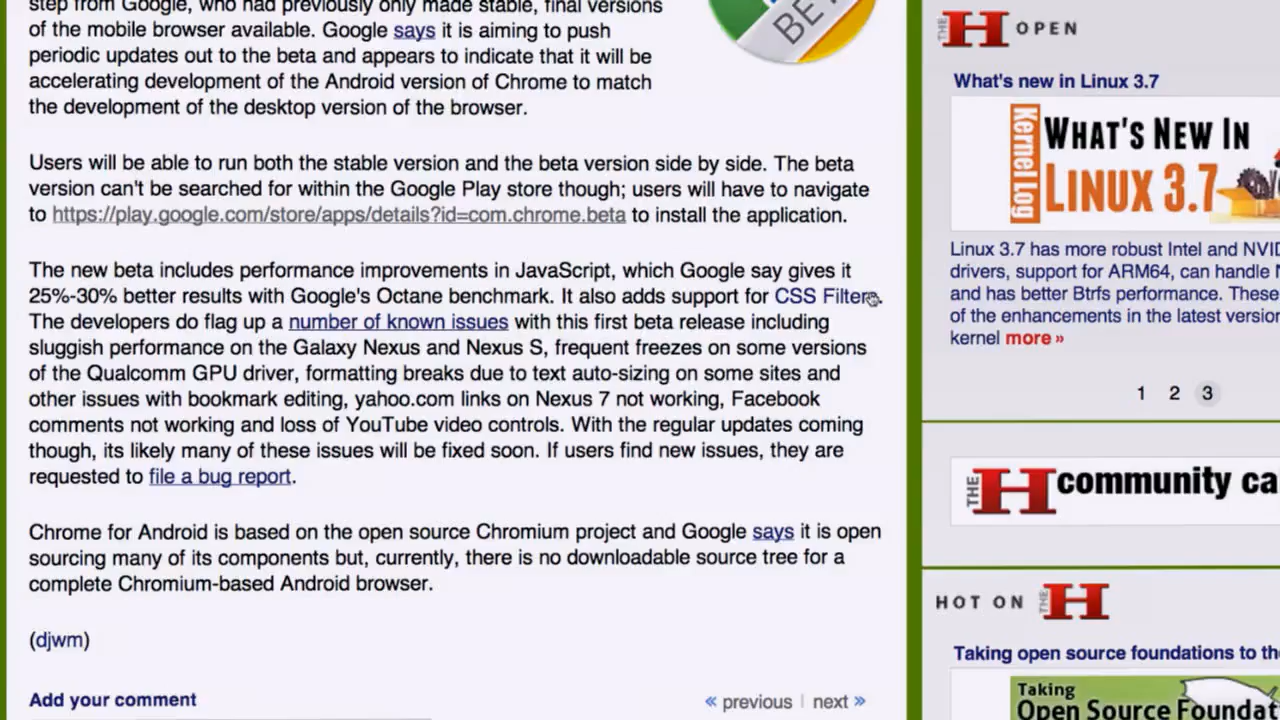 step from Google, who had previously only made stable, final versions
of the mobile browser available. Google says it is aiming to push
periodic updates out to the beta and appears to indicate that it will be
accelerating development of the Android version of Chrome to match
the development of the desktop version of the browser.
Users will be able to run both the stable version and the beta version side by side. The beta
version can't be searched for within the Google Play store though; users will have to navigate
to https://play.google.com/store/apps/details?id=com.chrome.beta to install the application.
The new beta includes performance improvements in JavaScript, which Google say gives it
25%-30% better results with Google's Octane benchmark. It also adds support for CSS Filters.
The developers do flag up a number of known issues with this first beta release including
sluggish performance on the Galaxy Nexus and Nexus S, frequent freezes on some versions
of the Qualcomm GPU driver, formatting breaks due to text auto-sizing on some sites and
other issues with bookmark editing, yahoo.com links on Nexus 7 not working, Facebook
comments not working and loss of YouTube video controls. With the regular updates coming
though, its likely many of these issues will be fixed soon. If users find new issues, they are
requested to file a bug report.
Chrome for Android is based on the open source Chromium project and Google says it is open
sourcing many of its components but, currently, there is no downloadable source tree for a
complete Chromium-based Android browser.
(djwm)
Add your comment
« previous | next »
BET
THE H OPEN
What's new in Linux 3.7
Kernel Log
WHAT'S NEW IN
LINUX 3.7
Linux 3.7 has more robust Intel and NVID
drivers, support for ARM64, can handle N
and has better Btrfs performance. These
of the enhancements in the latest version
kernel more »
1 2 3
THE H community ca
HOT ON THE H
Taking open source foundations to the
Taking
Open Source Foundat